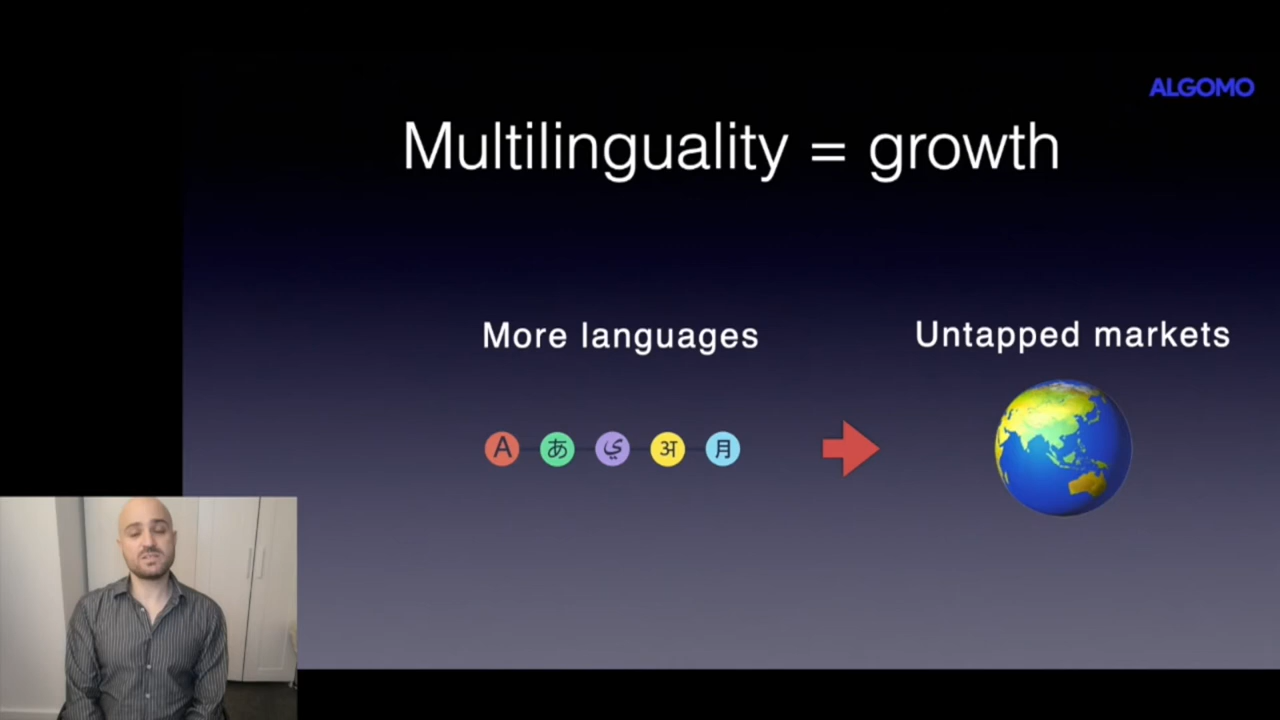 ALGOMO
Multilinguality = growth
More languages
Untapped markets
A あ ي अ 月